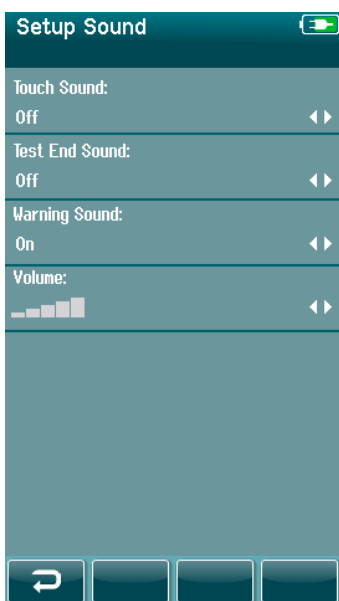 Setup Sound
Touch Sound:
Off
Test End Sound:
Off
Warning Sound:
On
Volume: